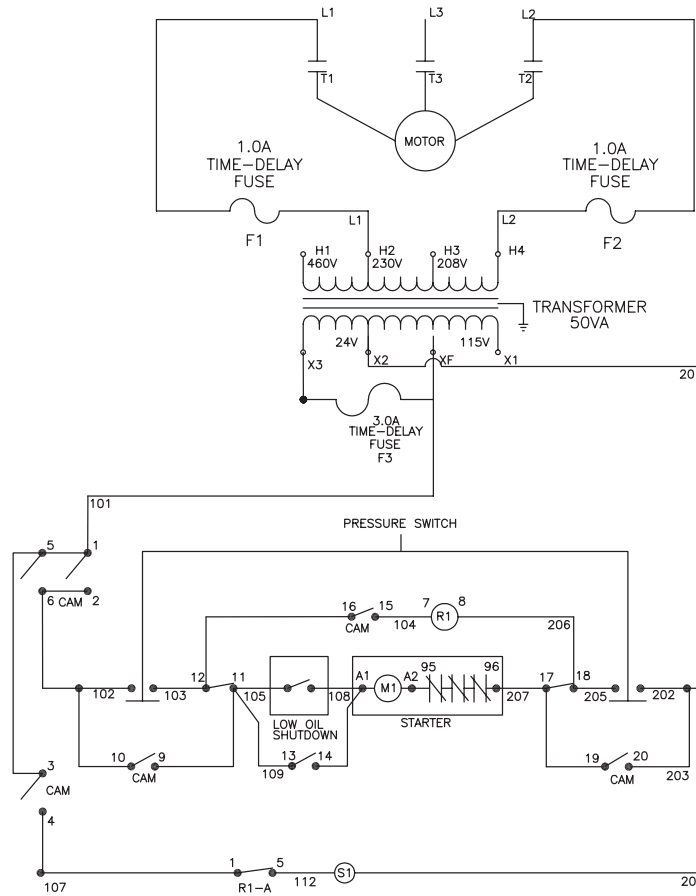 L1
L3
L2
T1
T3
T2
MOTOR
1.0A
TIME-DELAY
FUSE
1.0A
TIME-DELAY
FUSE
L1
L2
F1
F2
H1
H2
H3
H4
460V
230V
208V
TRANSFORMER
50VA
24V
115V
X3
X2
XF
X1
20
3.0A
TIME-DELAY
FUSE
F3
101
PRESSURE SWITCH
5
1
6
CAM
2
16
15
CAM
104
7
R1
8
206
12
11
102
103
105
108
A1
M1
A2
95
96
207
17
18
205
202
LOW OIL
SHUTDOWN
STARTER
10
9
CAM
13
14
109
19
20
CAM
203
3
CAM
4
107
1
5
R1-A
112
S1
20